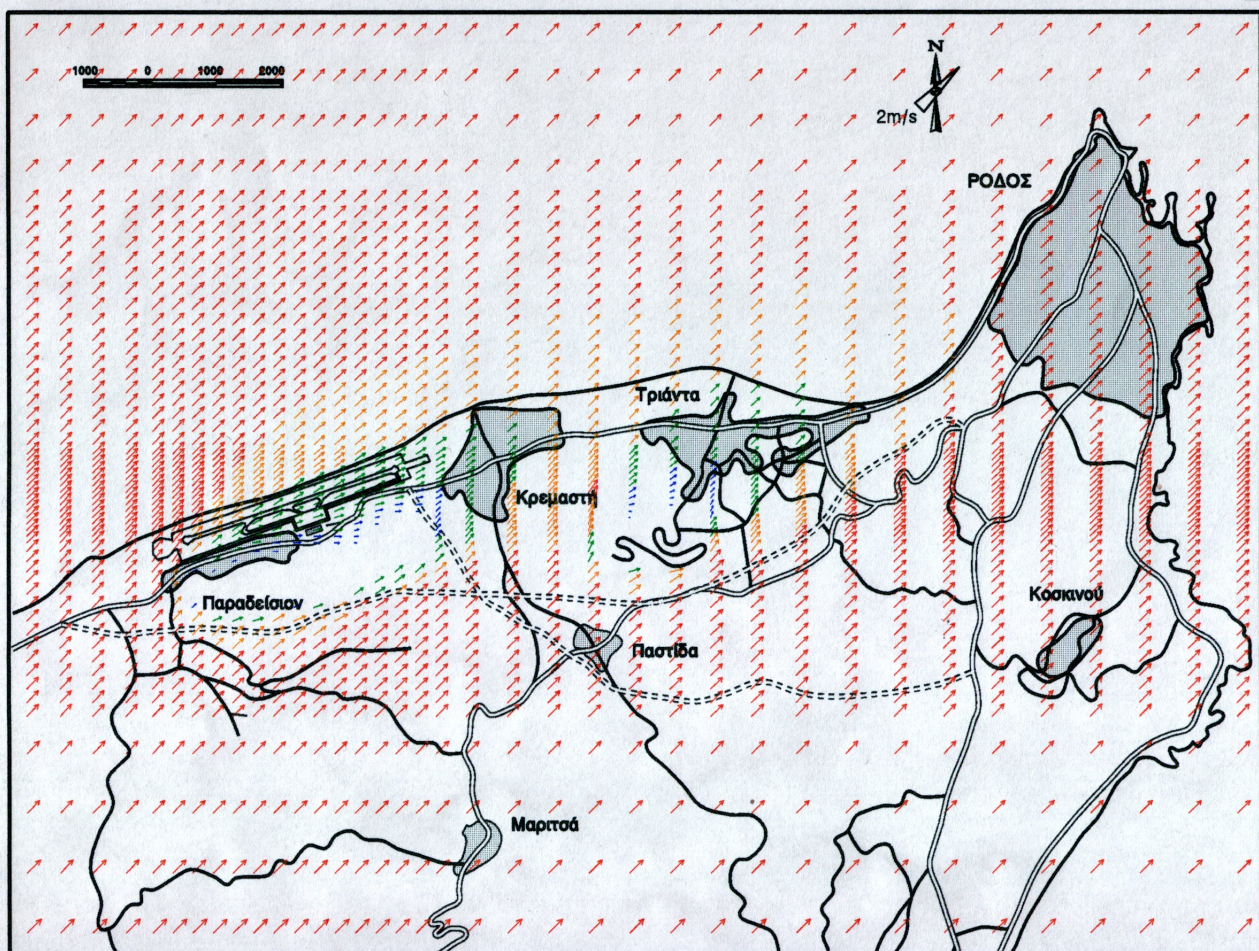 N
1000 0 1000 2000
2m/s
ΡΟΔΟΣ
Τριάντα
Κρεμαστή
Κοσκινού
Παραδείσιον
Παστίδα
Μαριτσά